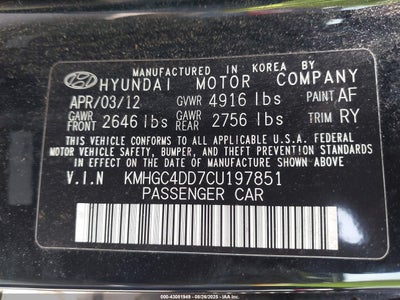 MANUFACTURED IN KOREA BY
HYUNDAI MOTOR COMPANY
APR/03/12 GVWR 4916 lbs PAINT AF
GAWR FRONT 2646 lbs GAWR REAR 2756 lbs TRIM RY
THIS VEHICLE CONFORMS TO ALL APPLICABLE U.S.A. FEDERAL
MOTOR VEHICLE SAFETY, BUMPER, AND THEFT PREVENTION STANDARDS
IN EFFECT ON THE DATE OF MANUFACTURE SHOWN ABOVE.
V.I.N KMHGC4DD7CU197851
PASSENGER CAR
000-43081949 - 09/24/2025 - IAA Inc.